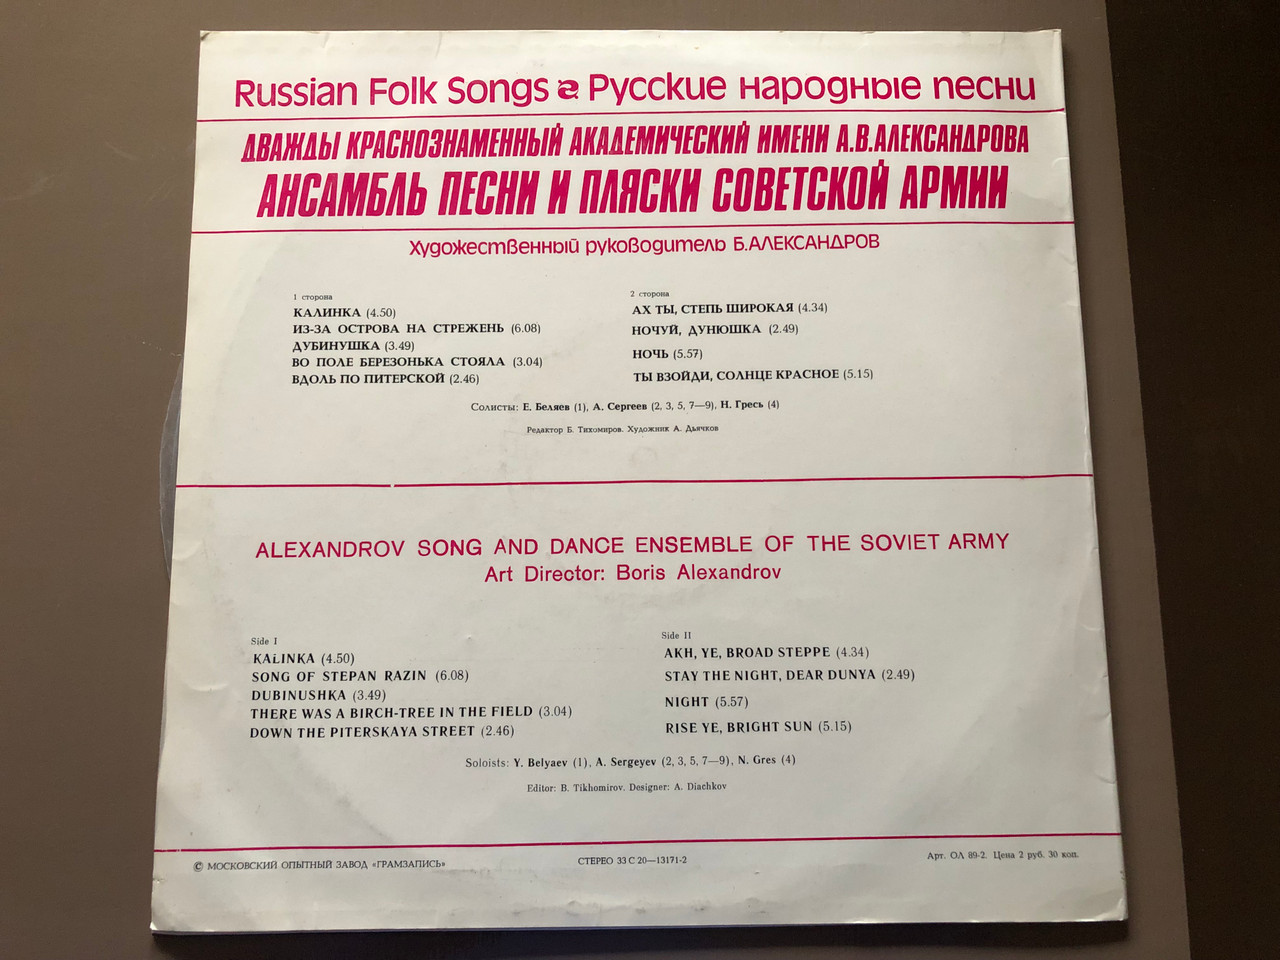 Russian Folk Songs Русские народные песни
ДВАЖДЫ КРАСНОЗНАМЕННЫЙ АКАДЕМИЧЕСКИЙ ИМЕНИ А.В.АЛЕКСАНДРОВА
АНСАМБЛЬ ПЕСНИ И ПЛЯСКИ СОВЕТСКОЙ АРМИИ
Художественный руководитель Б.АЛЕКСАНДРОВ
1 сторона
КАЛИНКА (4.50)
ИЗ-ЗА ОСТРОВА НА СТРЕЖЕНЬ (6.08)
ДУБИНУШКА (3.49)
ВО ПОЛЕ БЕРЕЗОНЬКА СТОЯЛА (3.04)
ВДОЛЬ ПО ПИТЕРСКОЙ (2.46)
2 сторона
АХ ТЫ, СТЕПЬ ШИРОКАЯ (4.34)
НОЧУЙ, ДУНЮШКА (2.49)
НОЧЬ (5.57)
ТЫ ВЗОЙДИ, СОЛНЦЕ КРАСНОЕ (5.15)
Солисты: Е. Беляев (1), А. Сергеев (2, 3, 5, 7—9), Н. Гресь (4)
Редактор Б. Тихомиров. Художник А. Дьячков
ALEXANDROV SONG AND DANCE ENSEMBLE OF THE SOVIET ARMY
Art Director: Boris Alexandrov
Side I
KALINKA (4.50)
SONG OF STEPAN RAZIN (6.08)
DUBINUSHKA (3.49)
THERE WAS A BIRCH-TREE IN THE FIELD (3.04)
DOWN THE PITERSKAYA STREET (2.46)
Side II
AKH, YE, BROAD STEPPE (4.34)
STAY THE NIGHT, DEAR DUNYA (2.49)
NIGHT (5.57)
RISE YE, BRIGHT SUN (5.15)
Soloists: Y. Belyaev (1), A. Sergeyev (2, 3, 5, 7—9), N. Gres (4)
Editor: B. Tikhomirov. Designer: A. Diachkov
© МОСКОВСКИЙ ОПЫТНЫЙ ЗАВОД «ГРАМЗАПИСЬ»
СТЕРЕО 33 С 20—13171-2
Арт. ОЛ 89-2. Цена 2 руб. 30 коп.